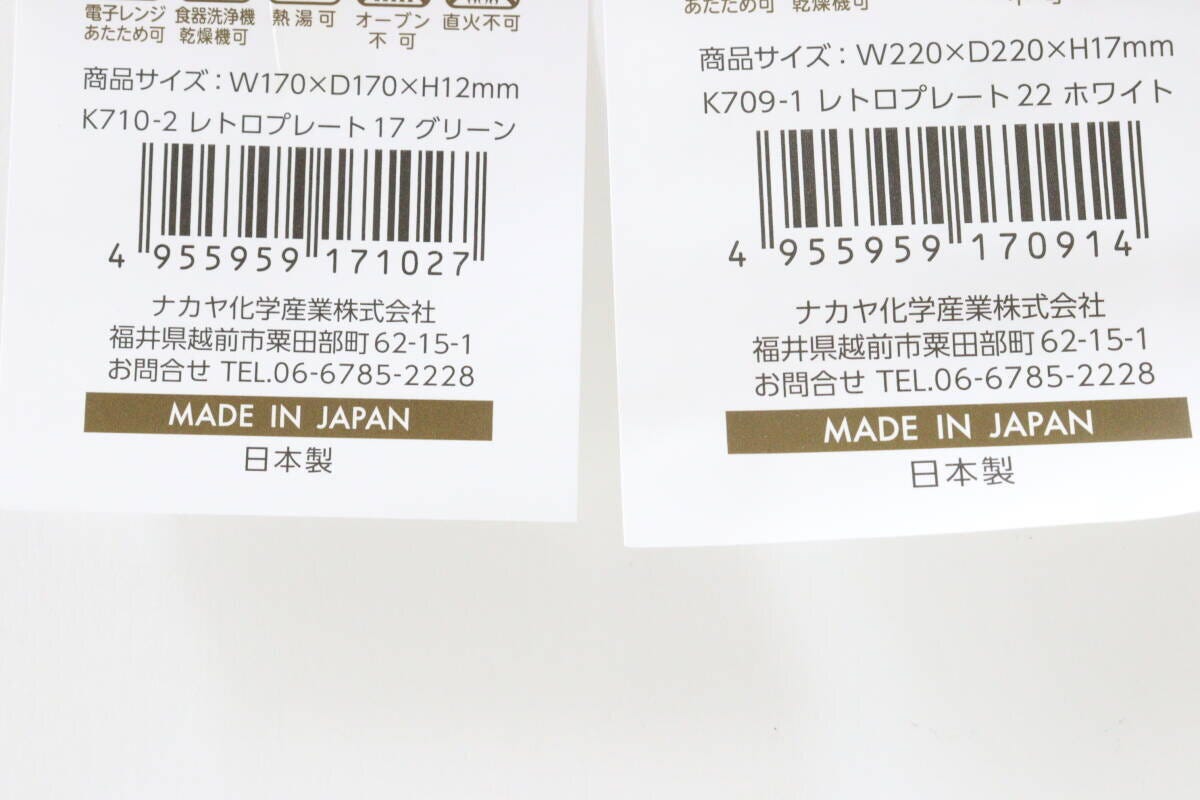 電子レンジ 食器洗浄機 熱湯可 オーブン 直火不可
あたため可 乾燥機可 不可
商品サイズ：W170×D170×H12mm
K710-2 レトロプレート17 グリーン
4 955959 171027
ナカヤ化学産業株式会社
福井県越前市粟田部町62-15-1
お問合せ TEL.06-6785-2228
MADE IN JAPAN
日本製
あたため可 乾燥機可 不可
商品サイズ：W220×D220×H17mm
K709-1 レトロプレート22 ホワイト
4 955959 170914
ナカヤ化学産業株式会社
福井県越前市粟田部町62-15-1
お問合せ TEL.06-6785-2228
MADE IN JAPAN
日本製